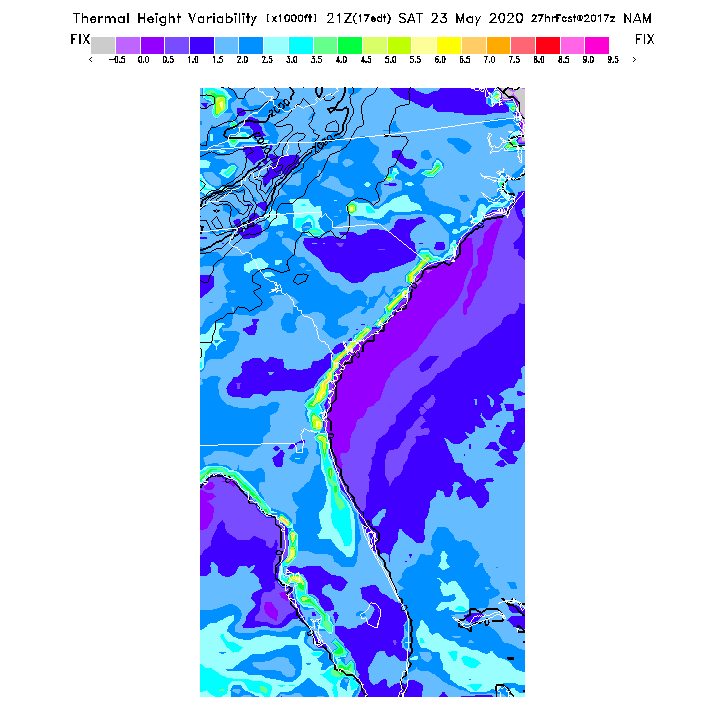 Thermal Height Variability [x1000ft] 21Z(17edt) SAT 23 May 2020 27hrFcst@2017z NAM
FIX FIX
< -0.5 0.0 0.5 1.0 1.5 2.0 2.5 3.0 3.5 4.0 4.5 5.0 5.5 6.0 6.5 7.0 7.5 8.0 8.5 9.0 9.5 >